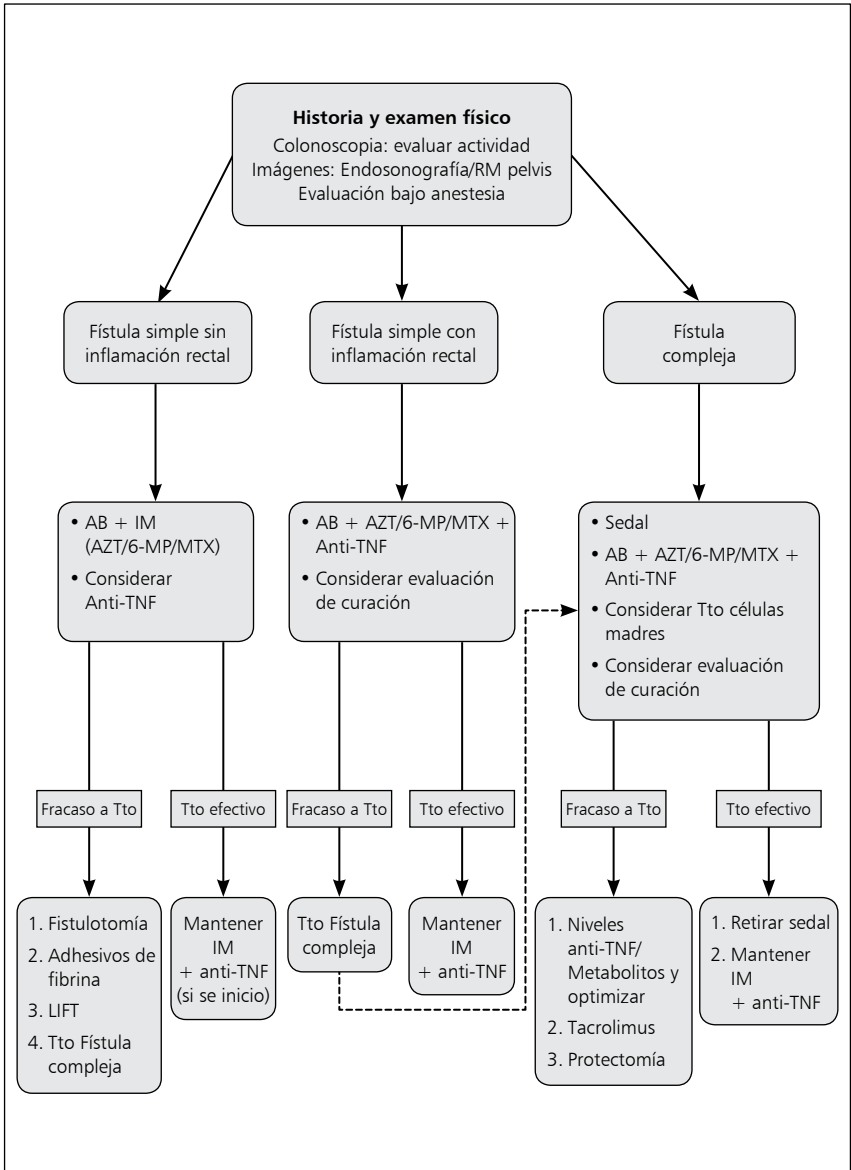 Historia y examen físico
Colonoscopia: evaluar actividad
Imágenes: Endosonografía/RM pelvis
Evaluación bajo anestesia
Fístula simple sin
inflamación rectal
Fístula simple con
inflamación rectal
Fístula
compleja
• AB + IM
(AZT/6-MP/MTX)
• Considerar
Anti-TNF
• AB + AZT/6-MP/MTX +
Anti-TNF
• Considerar evaluación
de curación
• Sedal
• AB + AZT/6-MP/MTX +
Anti-TNF
• Considerar Tto células
madres
• Considerar evaluación
de curación
Fracaso a Tto
Tto efectivo
Fracaso a Tto
Tto efectivo
Fracaso a Tto
Tto efectivo
1. Fistulotomía
2. Adhesivos de
fibrina
3. LIFT
4. Tto Fístula
compleja
Mantener
IM
+ anti-TNF
(si se inicio)
Tto Fístula
compleja
Mantener
IM
+ anti-TNF
1. Niveles
anti-TNF/
Metabolitos y
optimizar
2. Tacrolimus
3. Protectomía
1. Retirar sedal
2. Mantener
IM
+ anti-TNF